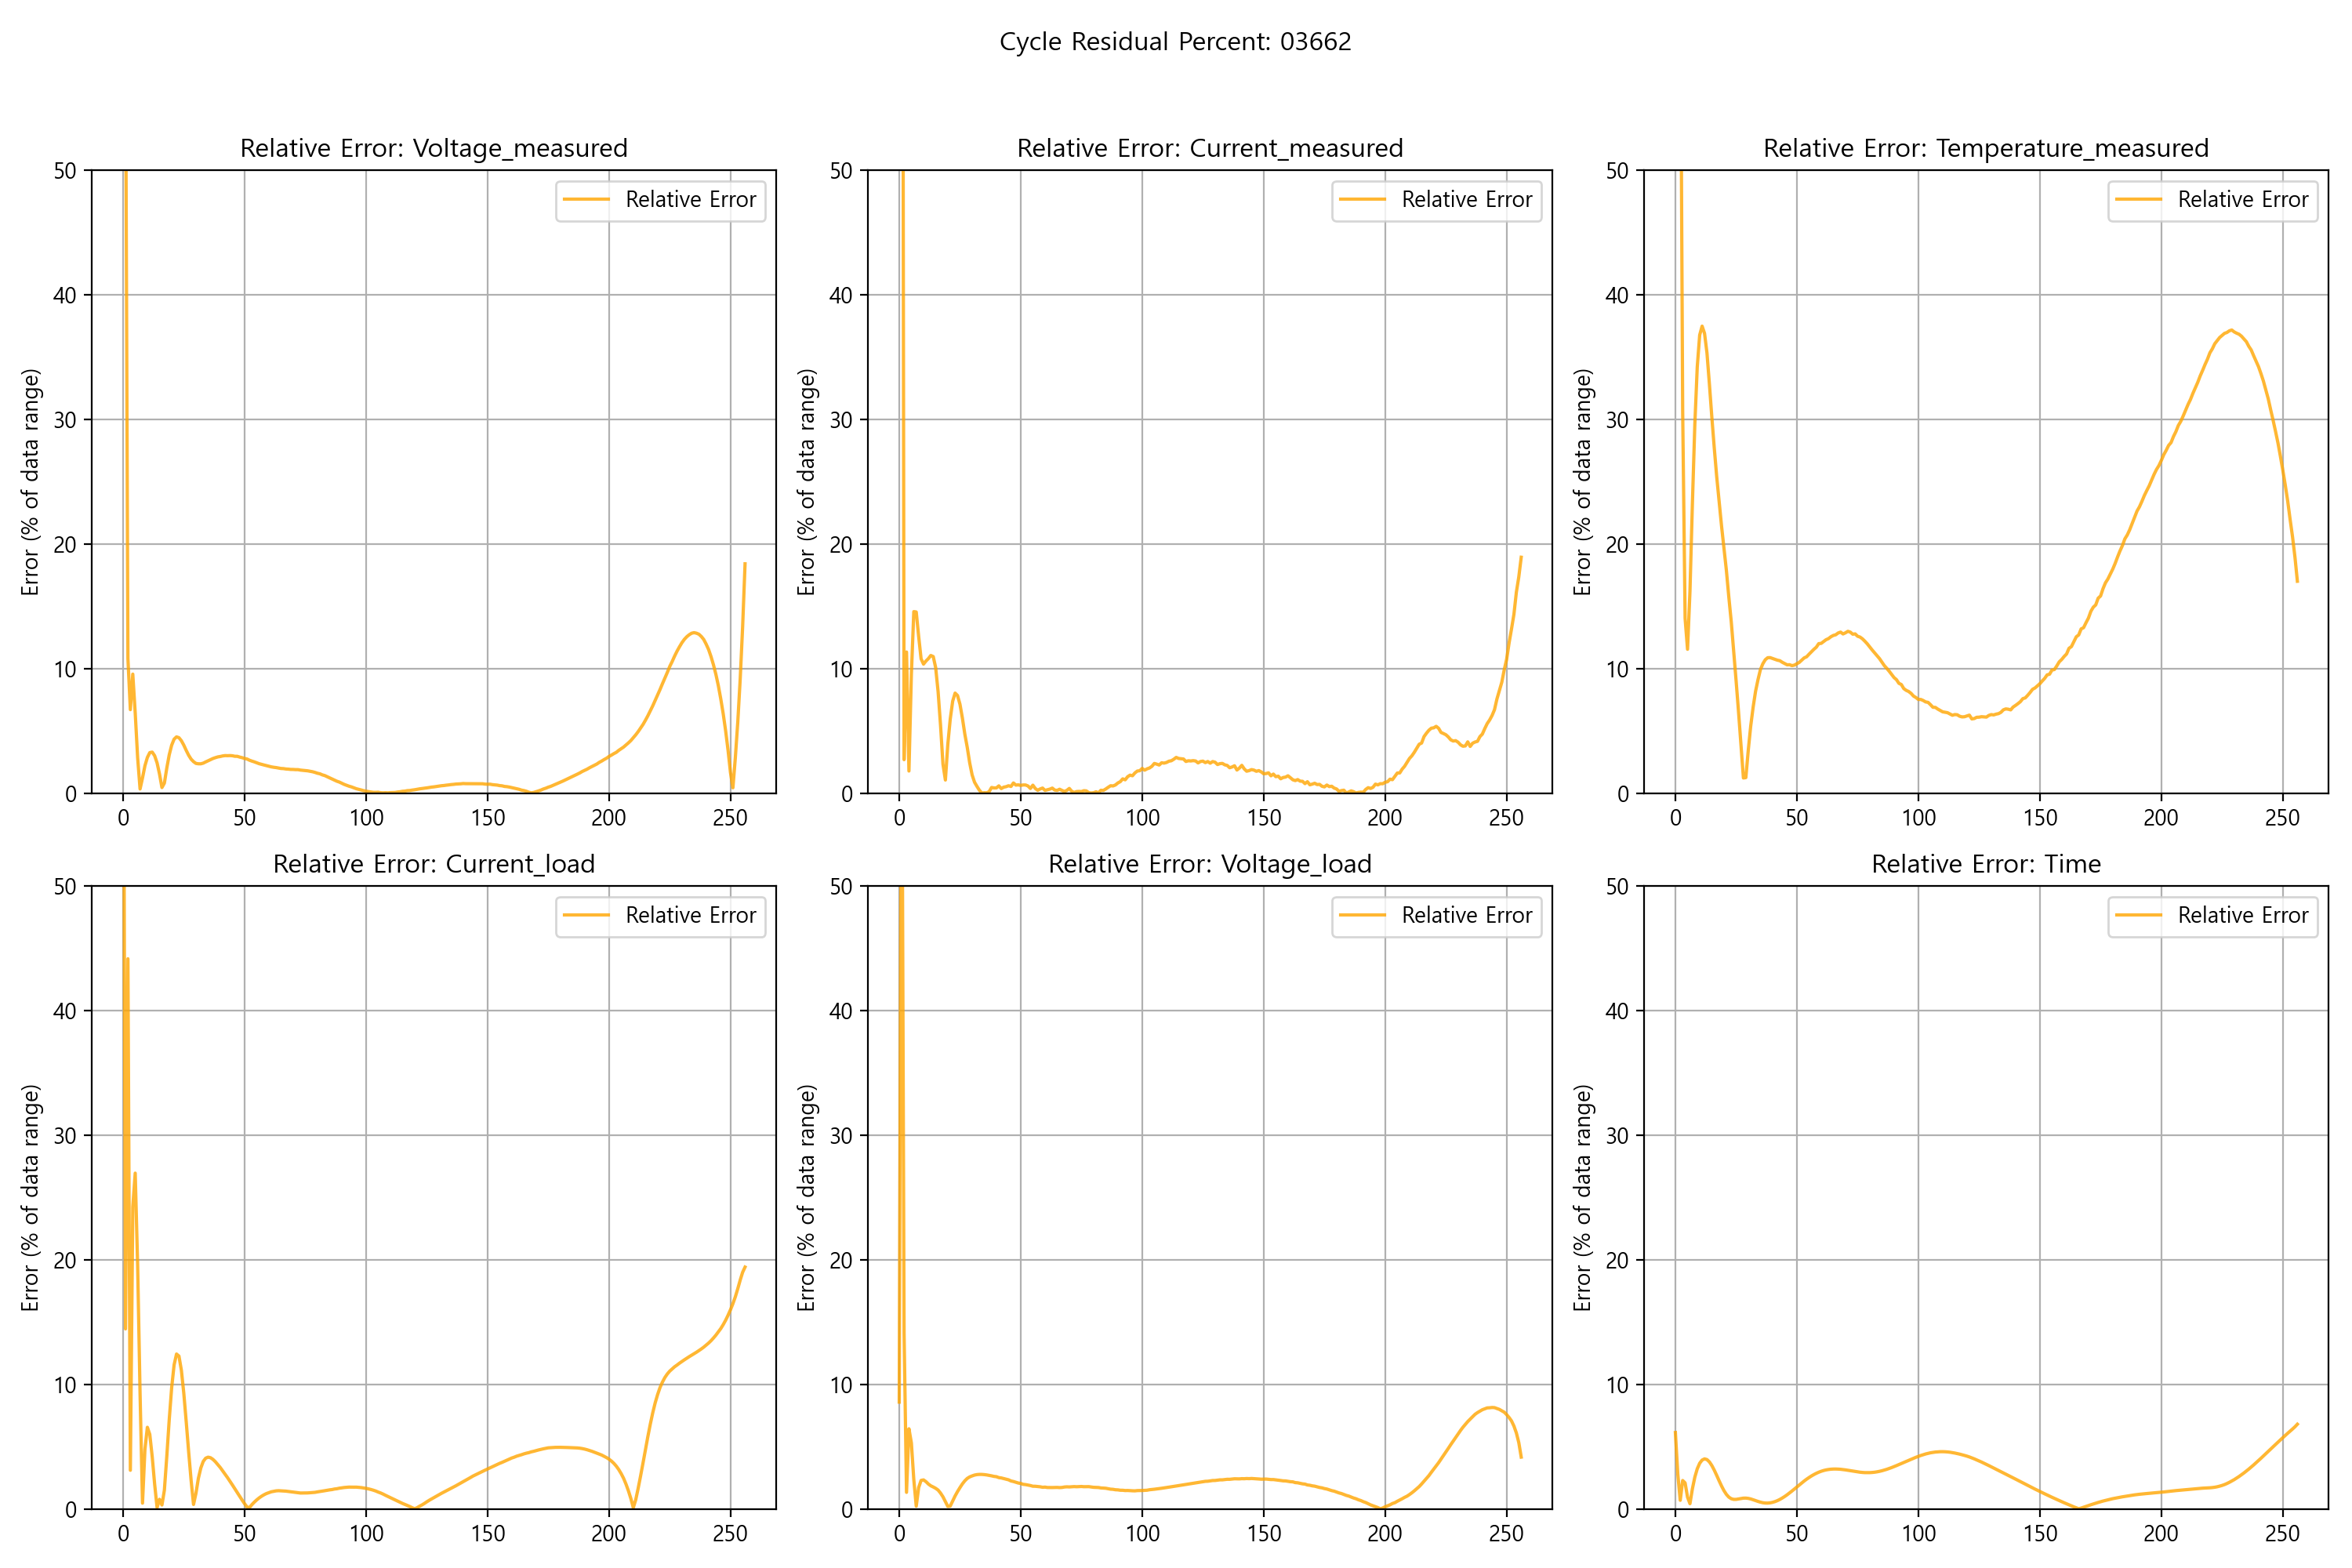 Cycle Residual Percent: 03662
Relative Error: Voltage_measured
Relative Error: Current_measured
Relative Error: Temperature_measured
Error (% of data range)
50
40
30
20
10
0
0 50 100 150 200 250
Relative Error
Error (% of data range)
50
40
30
20
10
0
0 50 100 150 200 250
Relative Error
Error (% of data range)
50
40
30
20
10
0
0 50 100 150 200 250
Relative Error
Relative Error: Current_load
Relative Error: Voltage_load
Relative Error: Time
Error (% of data range)
50
40
30
20
10
0
0 50 100 150 200 250
Relative Error
Error (% of data range)
50
40
30
20
10
0
0 50 100 150 200 250
Relative Error
Error (% of data range)
50
40
30
20
10
0
0 50 100 150 200 250
Relative Error